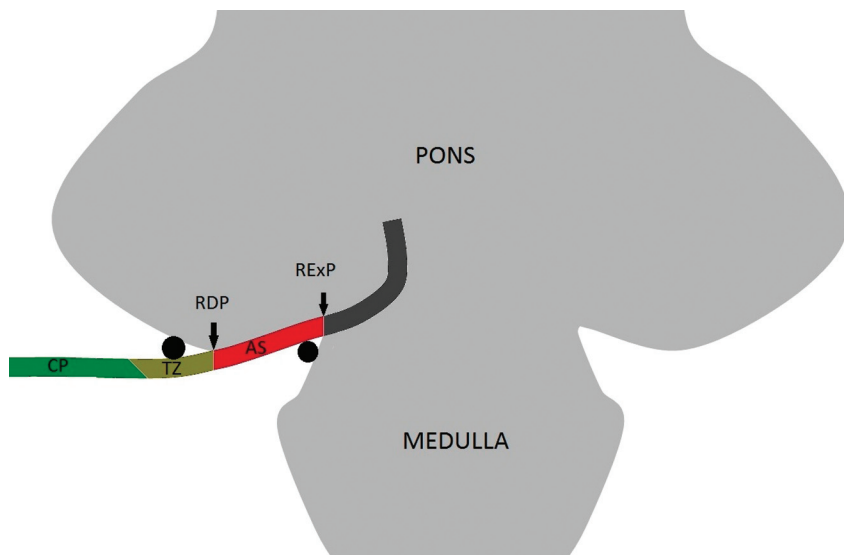 PONS
RExP
RDP
AS
CP
TZ
MEDULLA